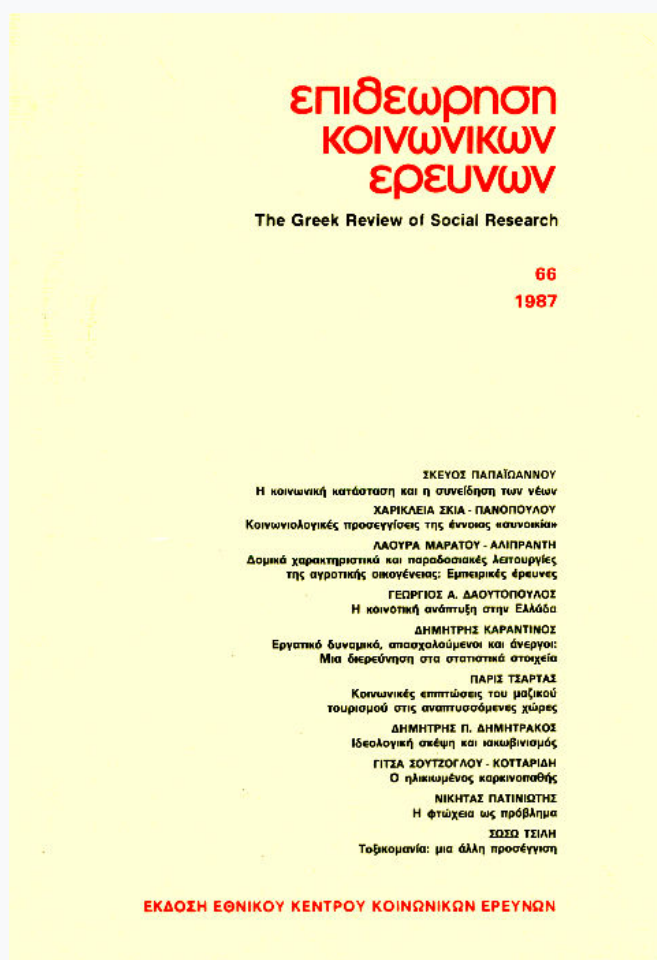 επιθεωρηση
κοινωνικων
ερευνων
The Greek Review of Social Research
66
1987
ΣΚΕΥΟΣ ΠΑΠΑΪΩΑΝΝΟΥ
Η κοινωνική κατάσταση και η συνείδηση των νέων
ΧΑΡΙΚΛΕΙΑ ΣΚΙΑ - ΠΑΝΟΠΟΥΛΟΥ
Κοινωνιολογικές προσεγγίσεις της έννοιας «συνοικία»
ΛΑΟΥΡΑ ΜΑΡΑΤΟΥ - ΑΛΙΠΡΑΝΤΗ
Δομικά χαρακτηριστικά και παραδοσιακές λειτουργίες
της αγροτικής οικογένειας: Εμπειρικές έρευνες
ΓΕΩΡΓΙΟΣ Α. ΔΑΟΥΤΟΠΟΥΛΟΣ
Η κοινοτική ανάπτυξη στην Ελλάδα
ΔΗΜΗΤΡΗΣ ΚΑΡΑΝΤΙΝΟΣ
Εργατικό δυναμικό, απασχολούμενοι και άνεργοι:
Μια διερεύνηση στα στατιστικά στοιχεία
ΠΑΡΙΣ ΤΣΑΡΤΑΣ
Κοινωνικές επιπτώσεις του μαζικού
τουρισμού στις αναπτυσσόμενες χώρες
ΔΗΜΗΤΡΗΣ Π. ΔΗΜΗΤΡΑΚΟΣ
Ιδεολογική σκέψη και ιακωβινισμός
ΓΙΤΣΑ ΣΟΥΤΖΟΓΛΟΥ - ΚΟΤΤΑΡΙΔΗ
Ο ηλικιωμένος καρκινοπαθής
ΝΙΚΗΤΑΣ ΠΑΤΙΝΙΩΤΗΣ
Η φτώχεια ως πρόβλημα
ΣΩΣΩ ΤΣΙΛΗ
Τοξικομανία: μια άλλη προσέγγιση
ΕΚΔΟΣΗ ΕΘΝΙΚΟΥ ΚΕΝΤΡΟΥ ΚΟΙΝΩΝΙΚΩΝ ΕΡΕΥΝΩΝ